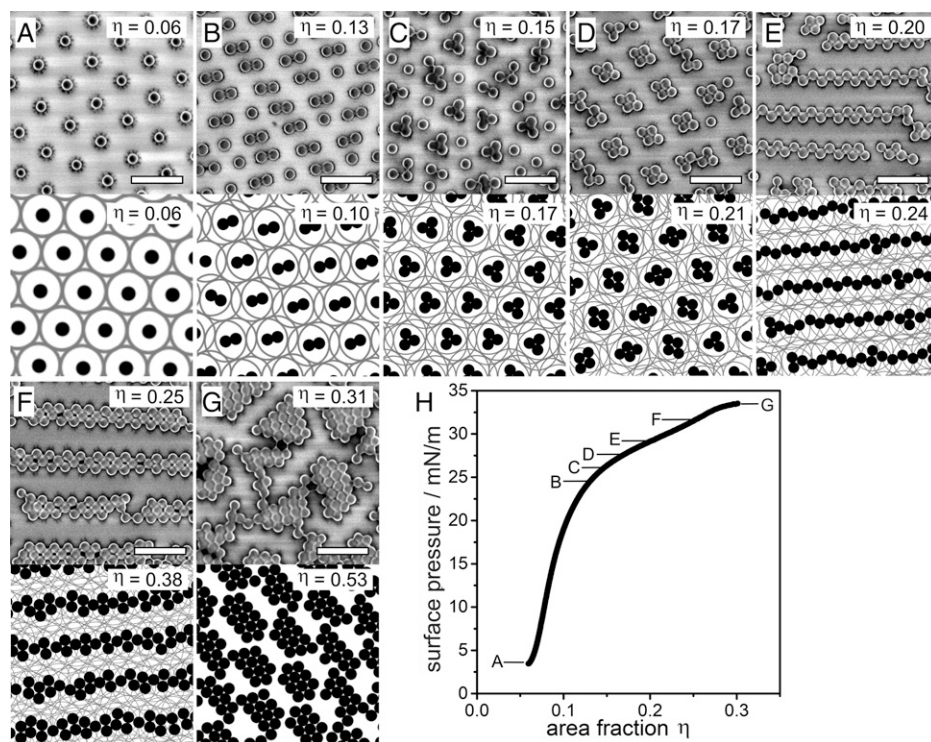 A η = 0.06
B η = 0.13
C η = 0.15
D η = 0.17
E η = 0.20
η = 0.06
η = 0.10
η = 0.17
η = 0.21
η = 0.24
F η = 0.25
G η = 0.31
η = 0.38
η = 0.53
H
surface pressure / mN/m
35
30
25
20
15
10
5
0
A
B
C
D
E
F
G
0.0 0.1 0.2 0.3
area fraction η